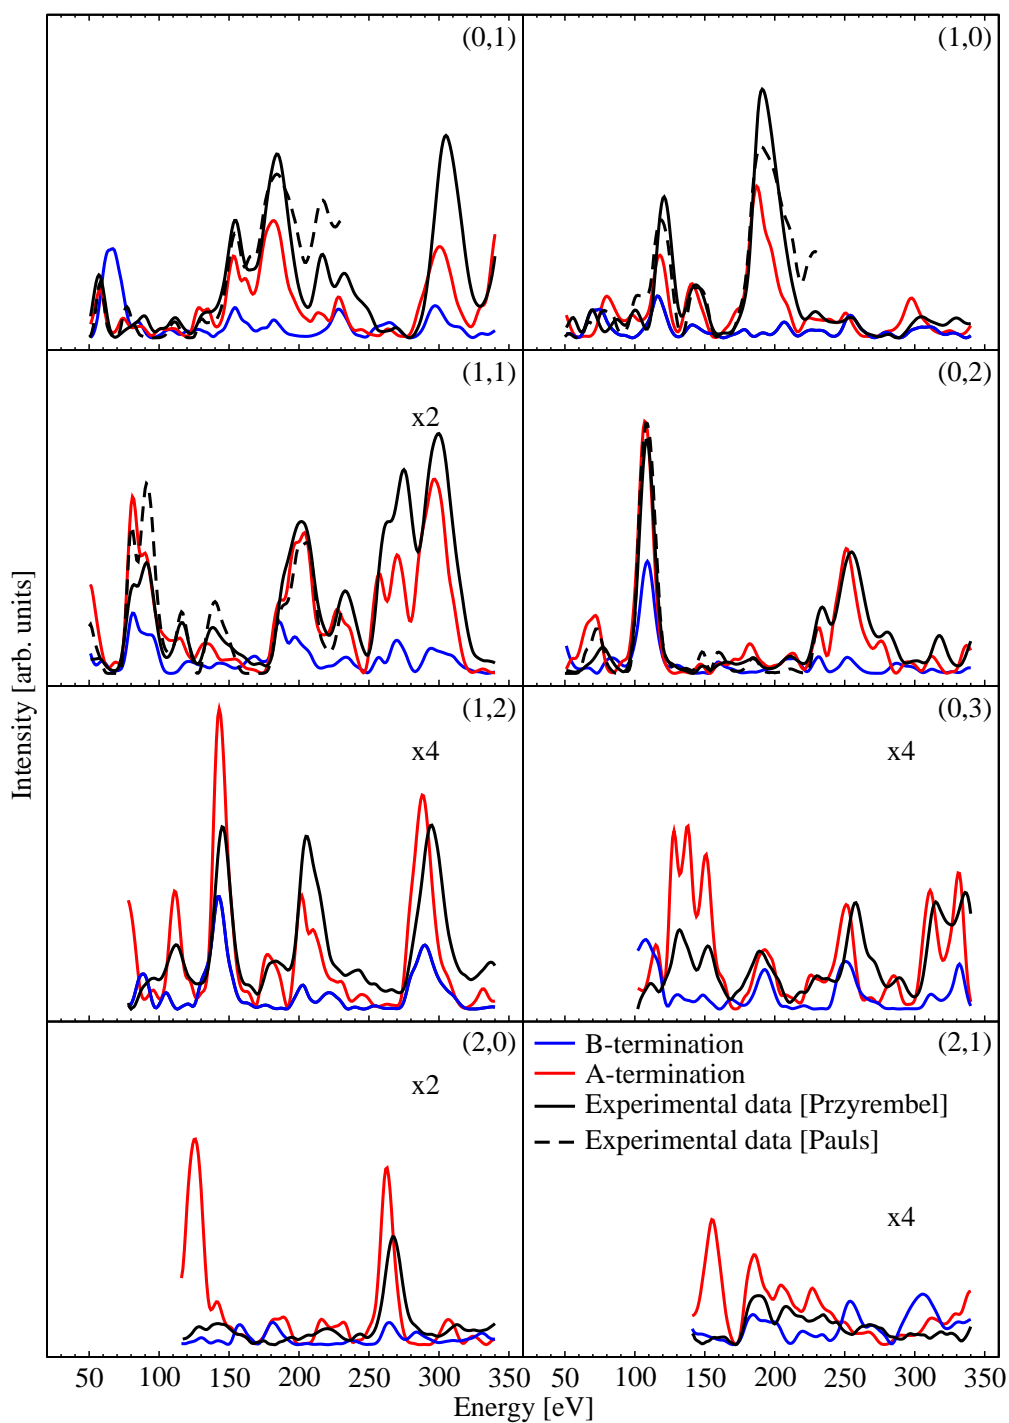 (0,1)
(1,0)
(1,1)
x2
(0,2)
(1,2)
x4
(0,3)
x4
(2,0)
x2
(2,1)
B-termination
A-termination
Experimental data [Przyrembel]
Experimental data [Pauls]
x4
Intensity [arb. units]
50 100 150 200 250 300 350 50 100 150 200 250 300 350
Energy [eV]